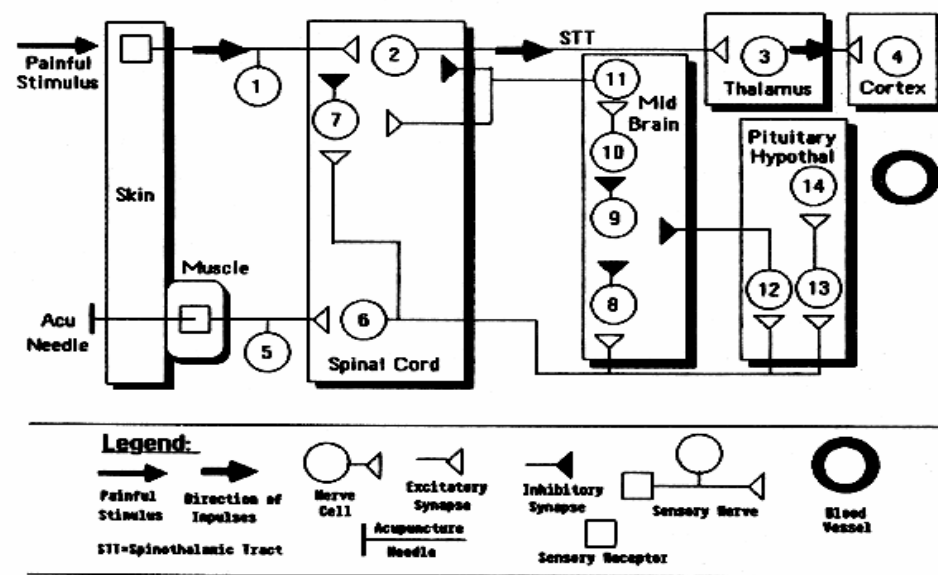 Painful
Stimulus
1
2
STT
3
Thalamus
4
Cortex
7
11
Mid
Brain
10
9
8
Pituitary
Hypothal
14
12
13
Skin
Muscle
Acu
Needle
5
6
Spinal Cord
Legend:
Painful
Stimulus
Direction of
Impulses
Nerve
Cell
Excitatory
Synapse
Inhibitory
Synapse
Sensory Nerve
Blood
Vessel
STT=Spinothalamic Tract
Acupuncture
Needle
Sensory Receptor